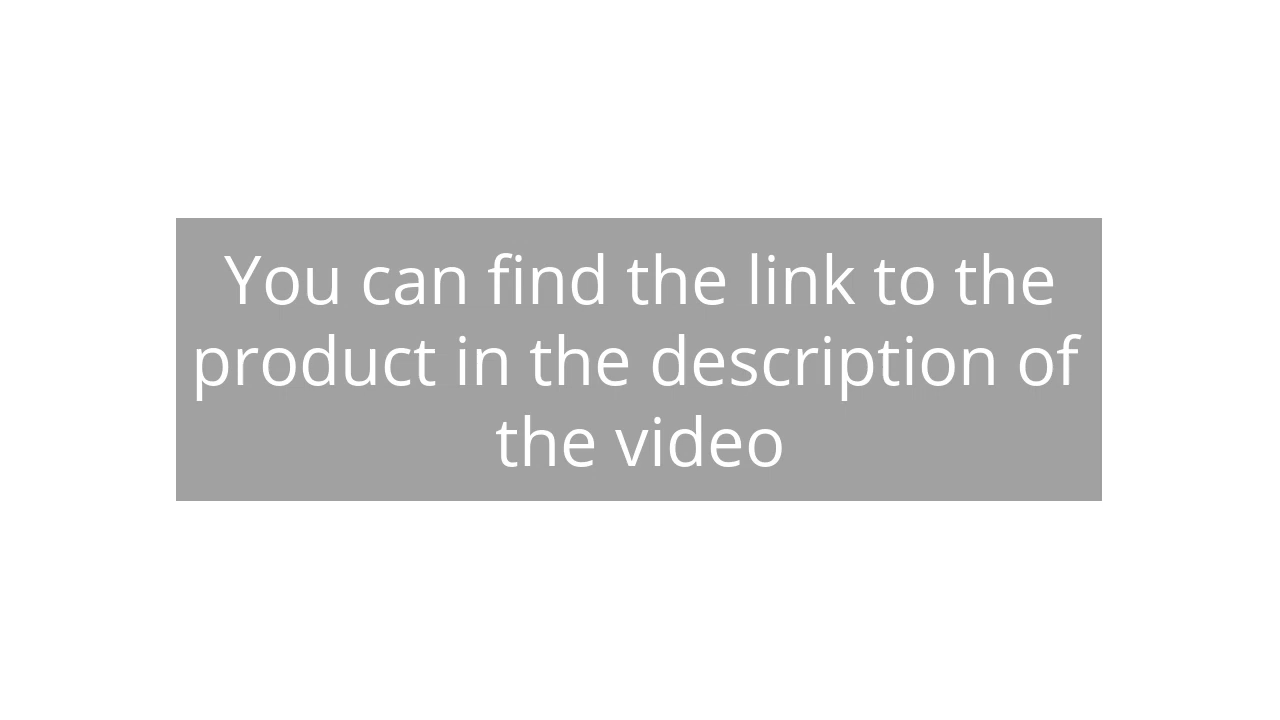 You can find the link to the
product in the description of
the video